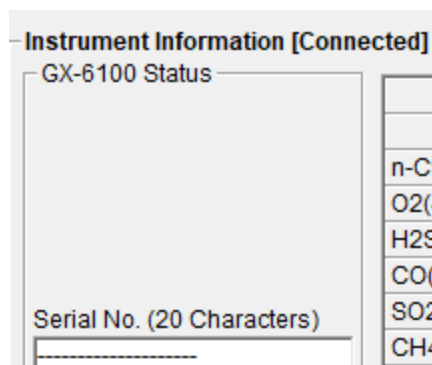 Instrument Information [Connected]
GX-6100 Status
n-C
O2(
H2S
CO(
SO2
CH4
Serial No. (20 Characters)
--------------------